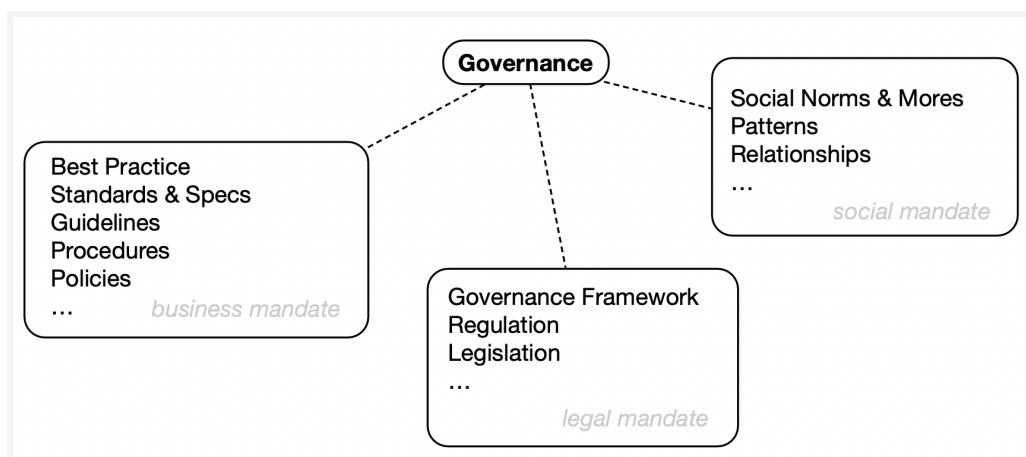 Governance
Best Practice
Standards & Specs
Guidelines
Procedures
Policies
...
business mandate
Governance Framework
Regulation
Legislation
...
legal mandate
Social Norms & Mores
Patterns
Relationships
...
social mandate